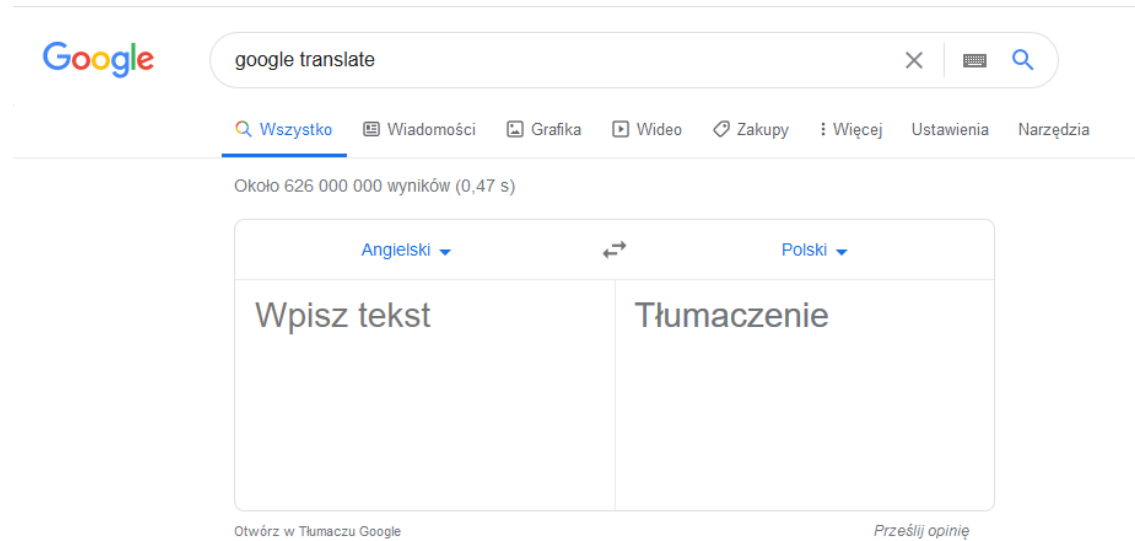 Google
google translate
Wszystko Wiadomości Grafika Wideo Zakupy Więcej Ustawienia Narzędzia
Około 626 000 000 wyników (0,47 s)
Angielski Polski
Wpisz tekst Tłumaczenie
Otwórz w Tłumaczu Google Prześlij opinię